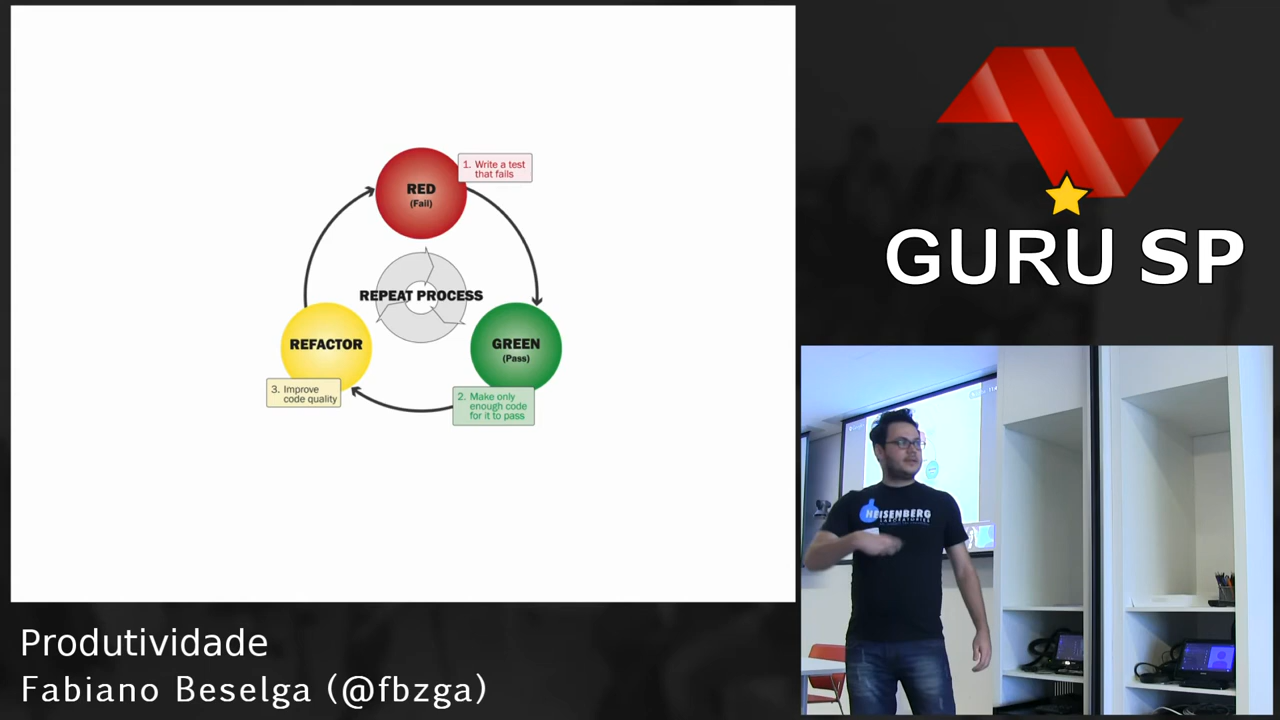 RED
(Fail)
1. Write a test
that fails
REPEAT PROCESS
REFACTOR
3. Improve
code quality
GREEN
(Pass)
2. Make only
enough code
for it to pass
GURU SP
HEISENBERG
LABORATORIES
Produtividade
Fabiano Beselga (@fbzga)